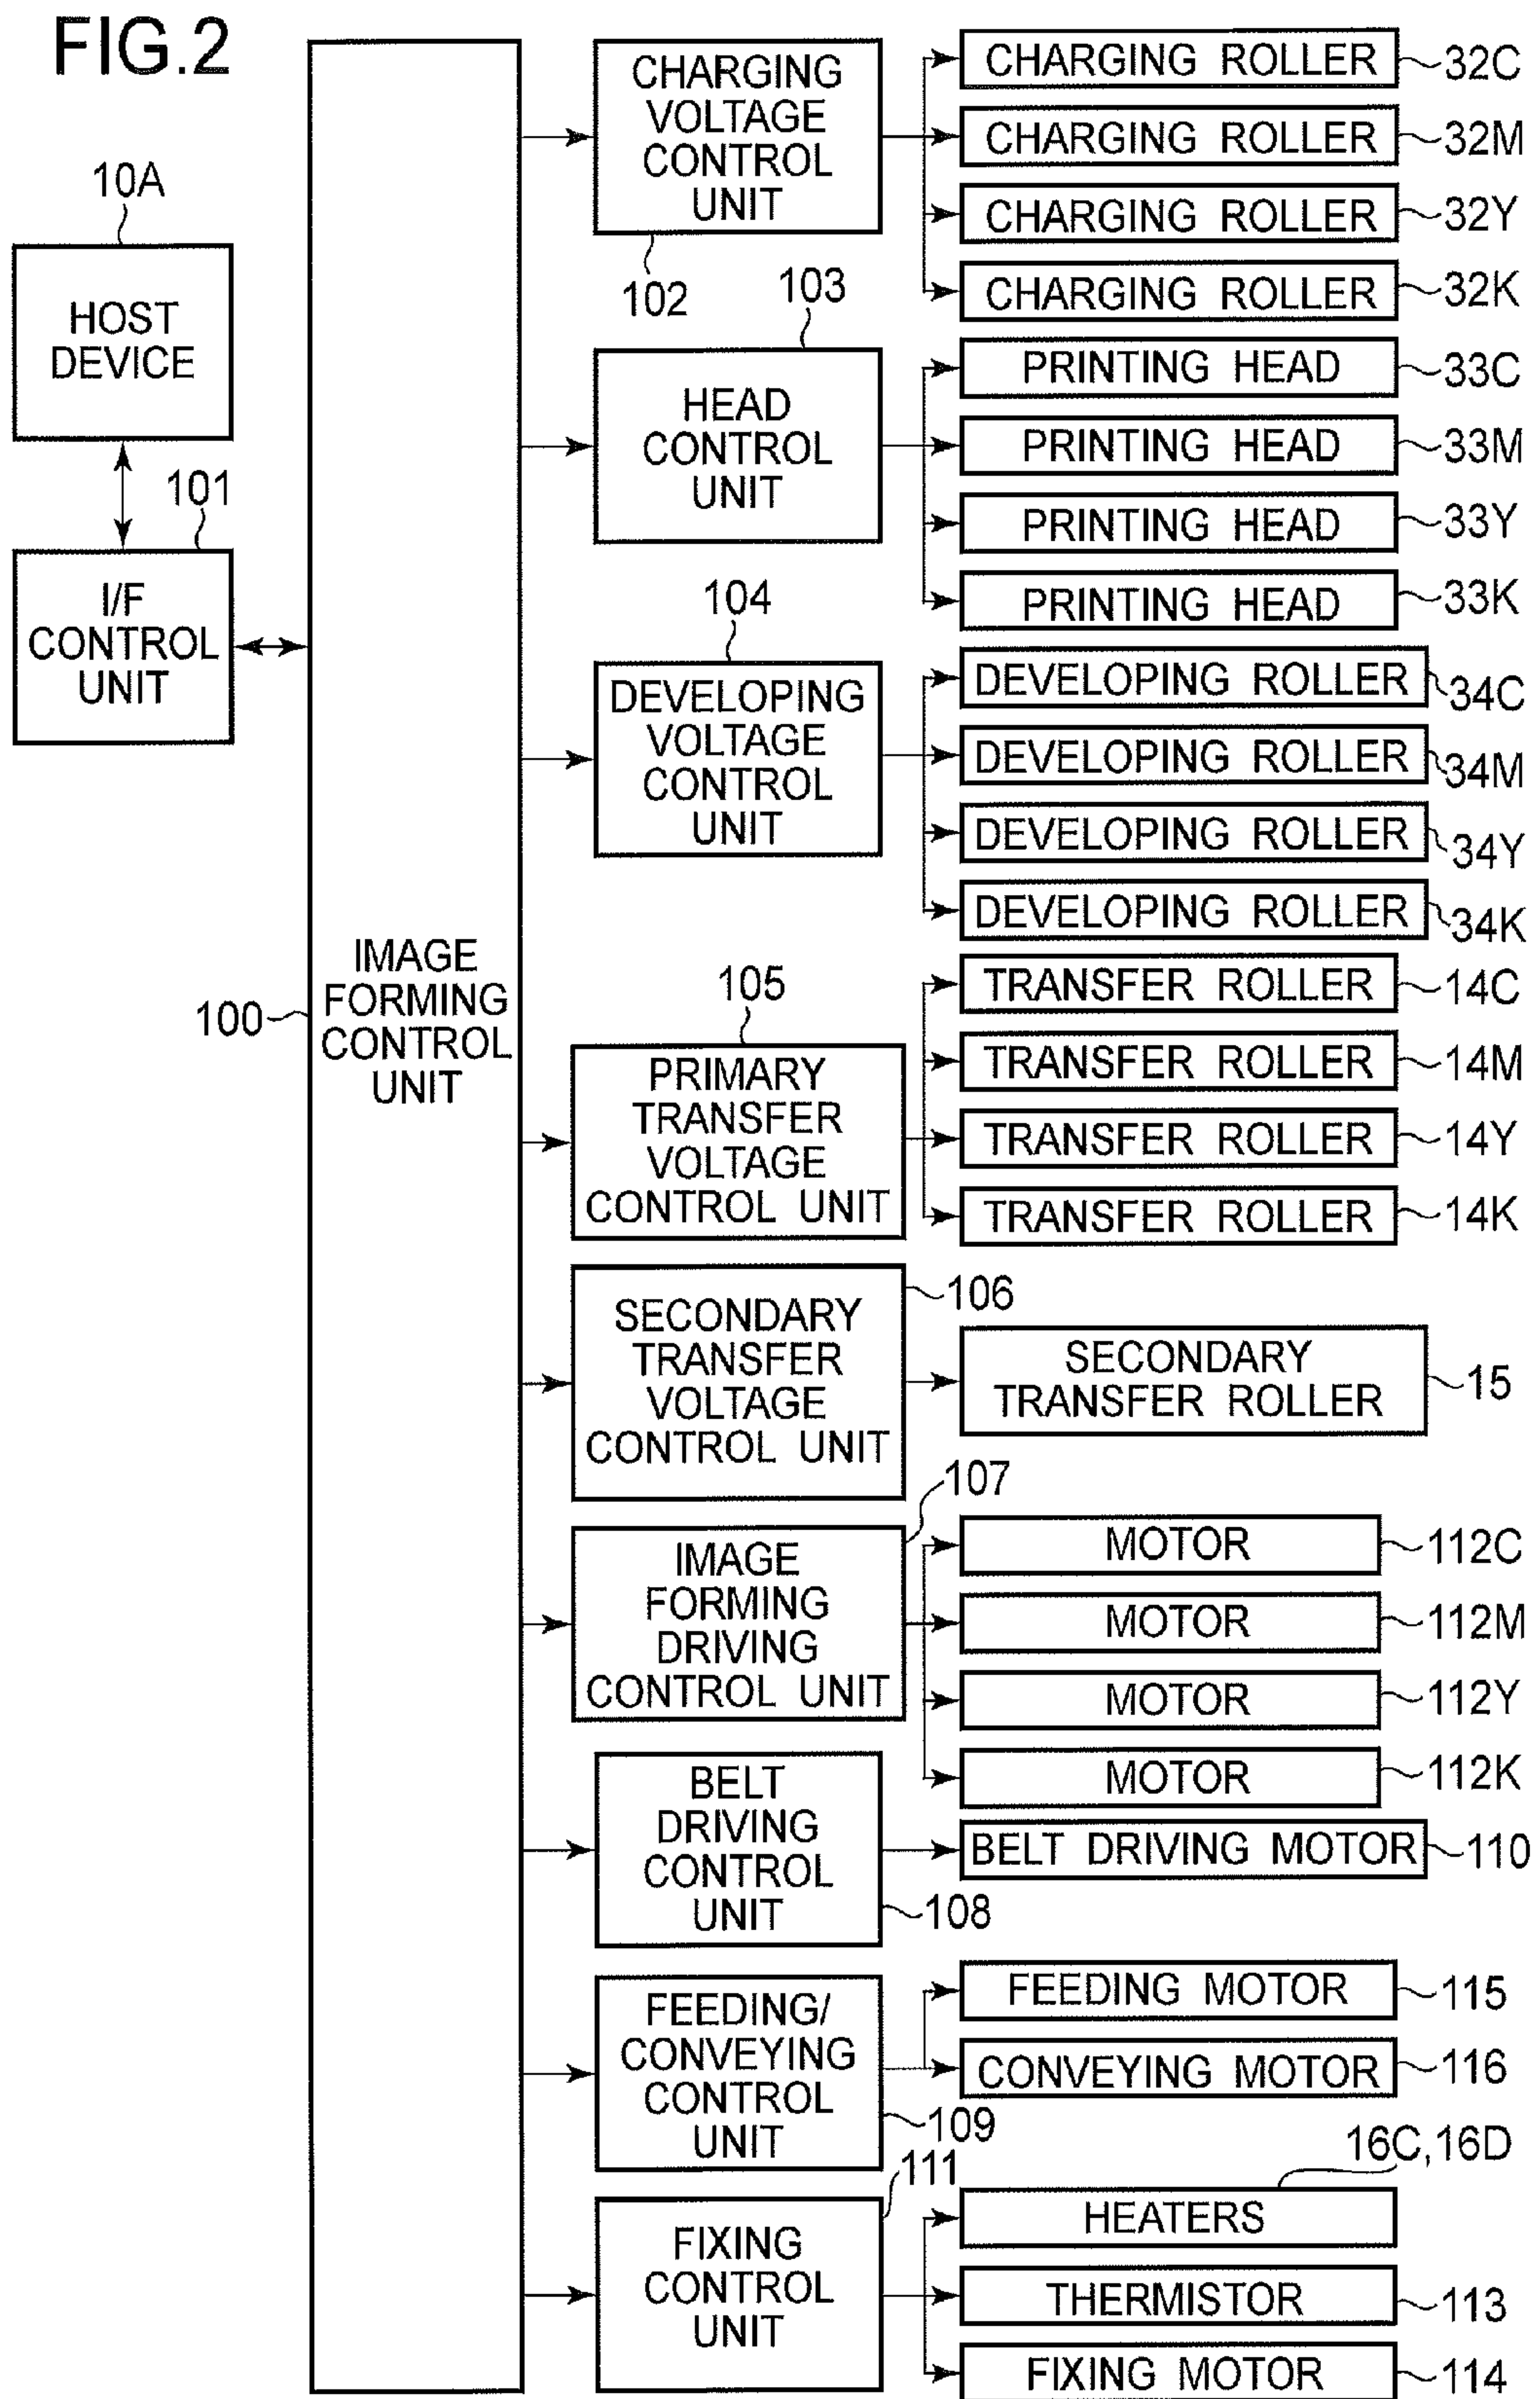 FIG.2
10A
HOST
DEVICE
101
I/F
CONTROL
UNIT
100
IMAGE
FORMING
CONTROL
UNIT
CHARGING
VOLTAGE
CONTROL
UNIT
102
CHARGING ROLLER 32C
CHARGING ROLLER 32M
CHARGING ROLLER 32Y
CHARGING ROLLER 32K
103
HEAD
CONTROL
UNIT
PRINTING HEAD 33C
PRINTING HEAD 33M
PRINTING HEAD 33Y
PRINTING HEAD 33K
104
DEVELOPING
VOLTAGE
CONTROL
UNIT
DEVELOPING ROLLER 34C
DEVELOPING ROLLER 34M
DEVELOPING ROLLER 34Y
DEVELOPING ROLLER 34K
105
PRIMARY
TRANSFER
VOLTAGE
CONTROL UNIT
TRANSFER ROLLER 14C
TRANSFER ROLLER 14M
TRANSFER ROLLER 14Y
TRANSFER ROLLER 14K
106
SECONDARY
TRANSFER
VOLTAGE
CONTROL UNIT
SECONDARY
TRANSFER ROLLER 15
107
IMAGE
FORMING
DRIVING
CONTROL UNIT
MOTOR 112C
MOTOR 112M
MOTOR 112Y
MOTOR 112K
BELT
DRIVING
CONTROL
UNIT
108
BELT DRIVING MOTOR 110
FEEDING/
CONVEYING
CONTROL
UNIT
109
FEEDING MOTOR 115
CONVEYING MOTOR 116
111
FIXING
CONTROL
UNIT
16C,16D
HEATERS
THERMISTOR 113
FIXING MOTOR 114